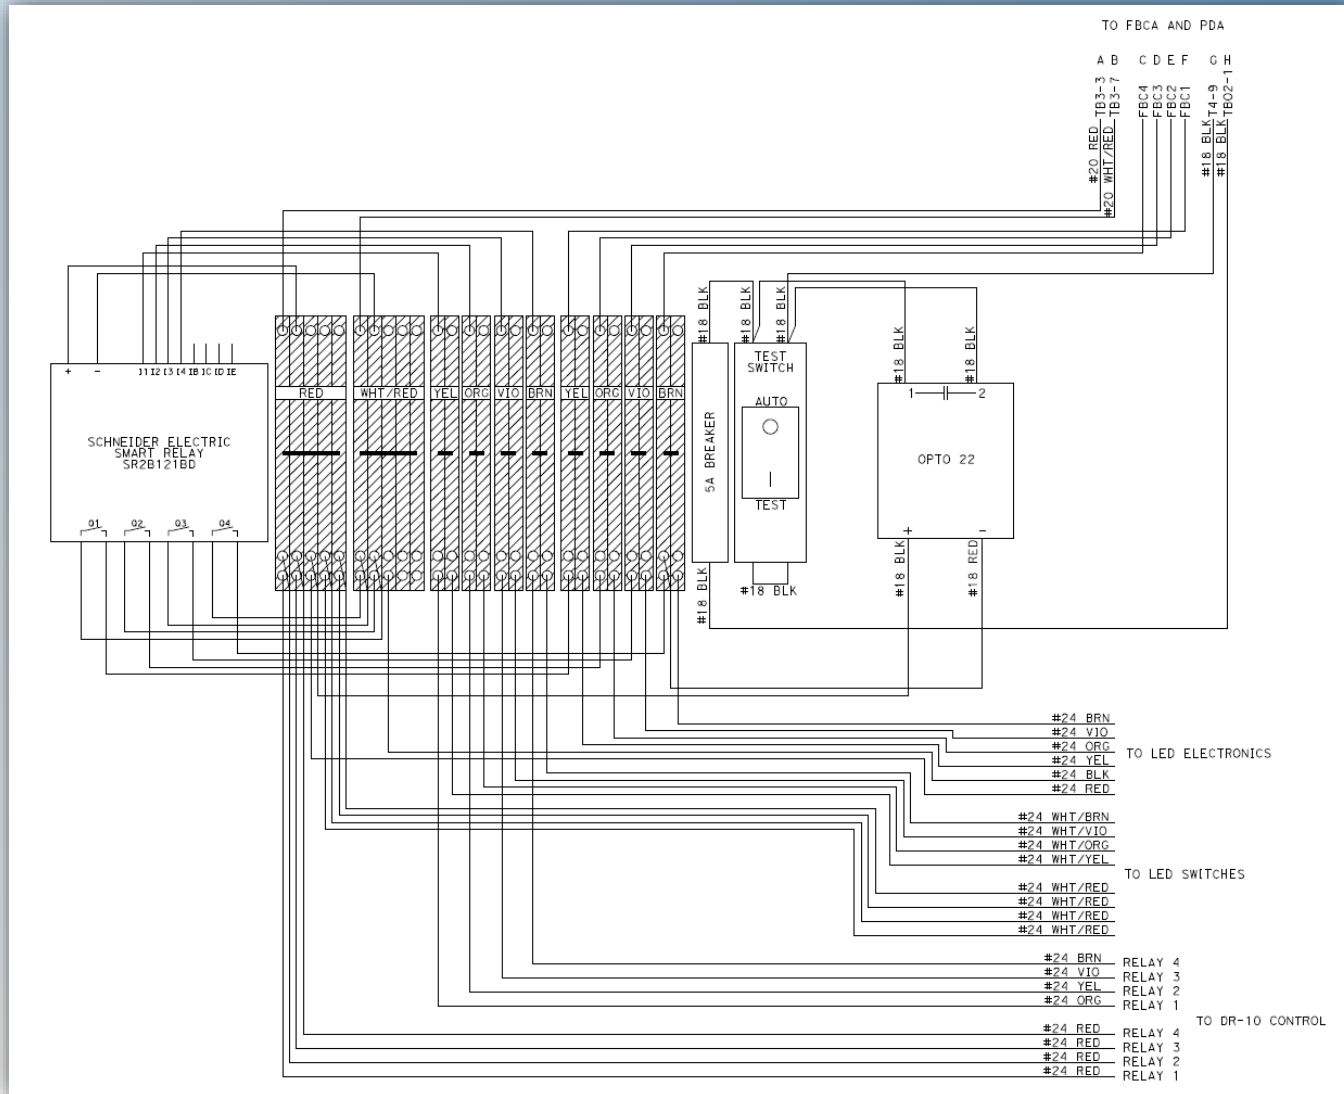 TO FBCA AND PDA
A B C D E F G H
TB3-3
TB3-7
FBC4
FBC3
FBC2
FBC1
T4-9
TB02-1
#20 RED
#20 WHT/RED
#18 BLK
#18 BLK
#18 BLK
#18 BLK
#18 BLK
#18 BLK
#18 BLK
+ - I1 I2 I3 I4 IB IC ID IE
SCHNEIDER ELECTRIC
SMART RELAY
SR2B121BD
Q1 Q2 Q3 Q4
RED WHT/RED YEL ORG VIO BRN YEL ORG VIO BRN
5A BREAKER
TEST
SWITCH
AUTO
TEST
#18 BLK
#18 BLK
1 2
OPTO 22
+ -
#18 BLK
#18 RED
#24 BRN
#24 VIO
#24 ORG
#24 YEL
#24 BLK
#24 RED
TO LED ELECTRONICS
#24 WHT/BRN
#24 WHT/VIO
#24 WHT/ORG
#24 WHT/YEL
TO LED SWITCHES
#24 WHT/RED
#24 WHT/RED
#24 WHT/RED
#24 WHT/RED
#24 BRN RELAY 4
#24 VIO RELAY 3
#24 YEL RELAY 2
#24 ORG RELAY 1
TO DR-10 CONTROL
#24 RED RELAY 4
#24 RED RELAY 3
#24 RED RELAY 2
#24 RED RELAY 1